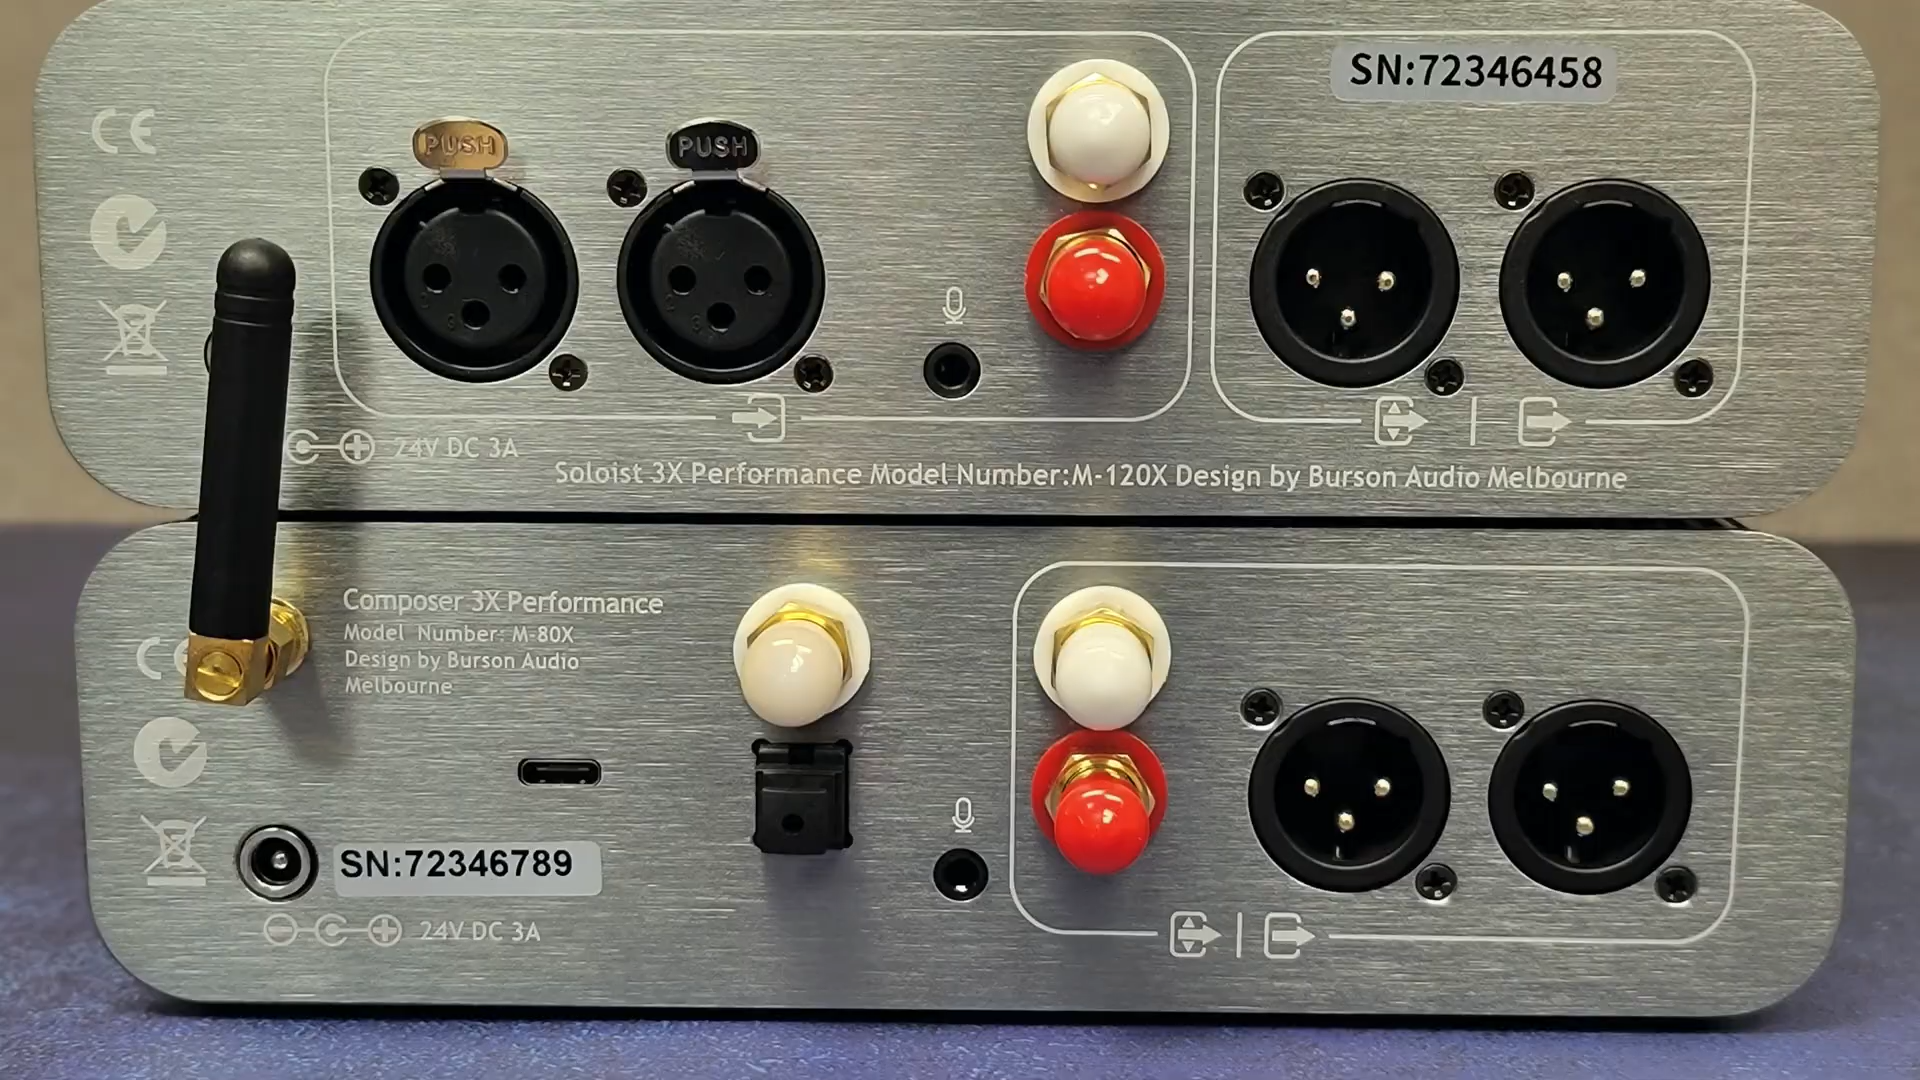 SN:72346458
CE
PUSH
PUSH
24V DC 3A
Soloist 3X Performance Model Number:M-120X Design by Burson Audio Melbourne
Composer 3X Performance
Model Number: M-80X
Design by Burson Audio
Melbourne
CE
SN:72346789
24V DC 3A